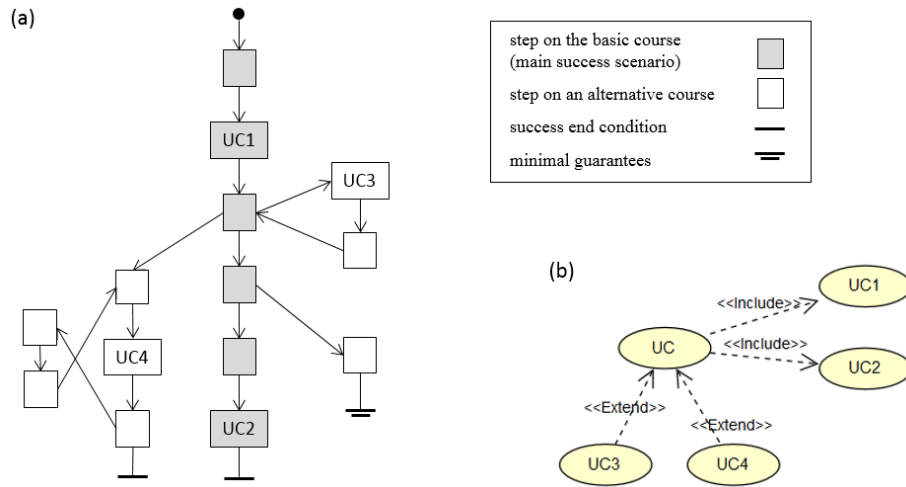 (a)
UC1
UC3
UC4
UC2
step on the basic course
(main success scenario)
step on an alternative course
success end condition
minimal guarantees
(b)
UC1
<<Include>>
UC
<<Include>>
UC2
<<Extend>>
<<Extend>>
UC3
UC4